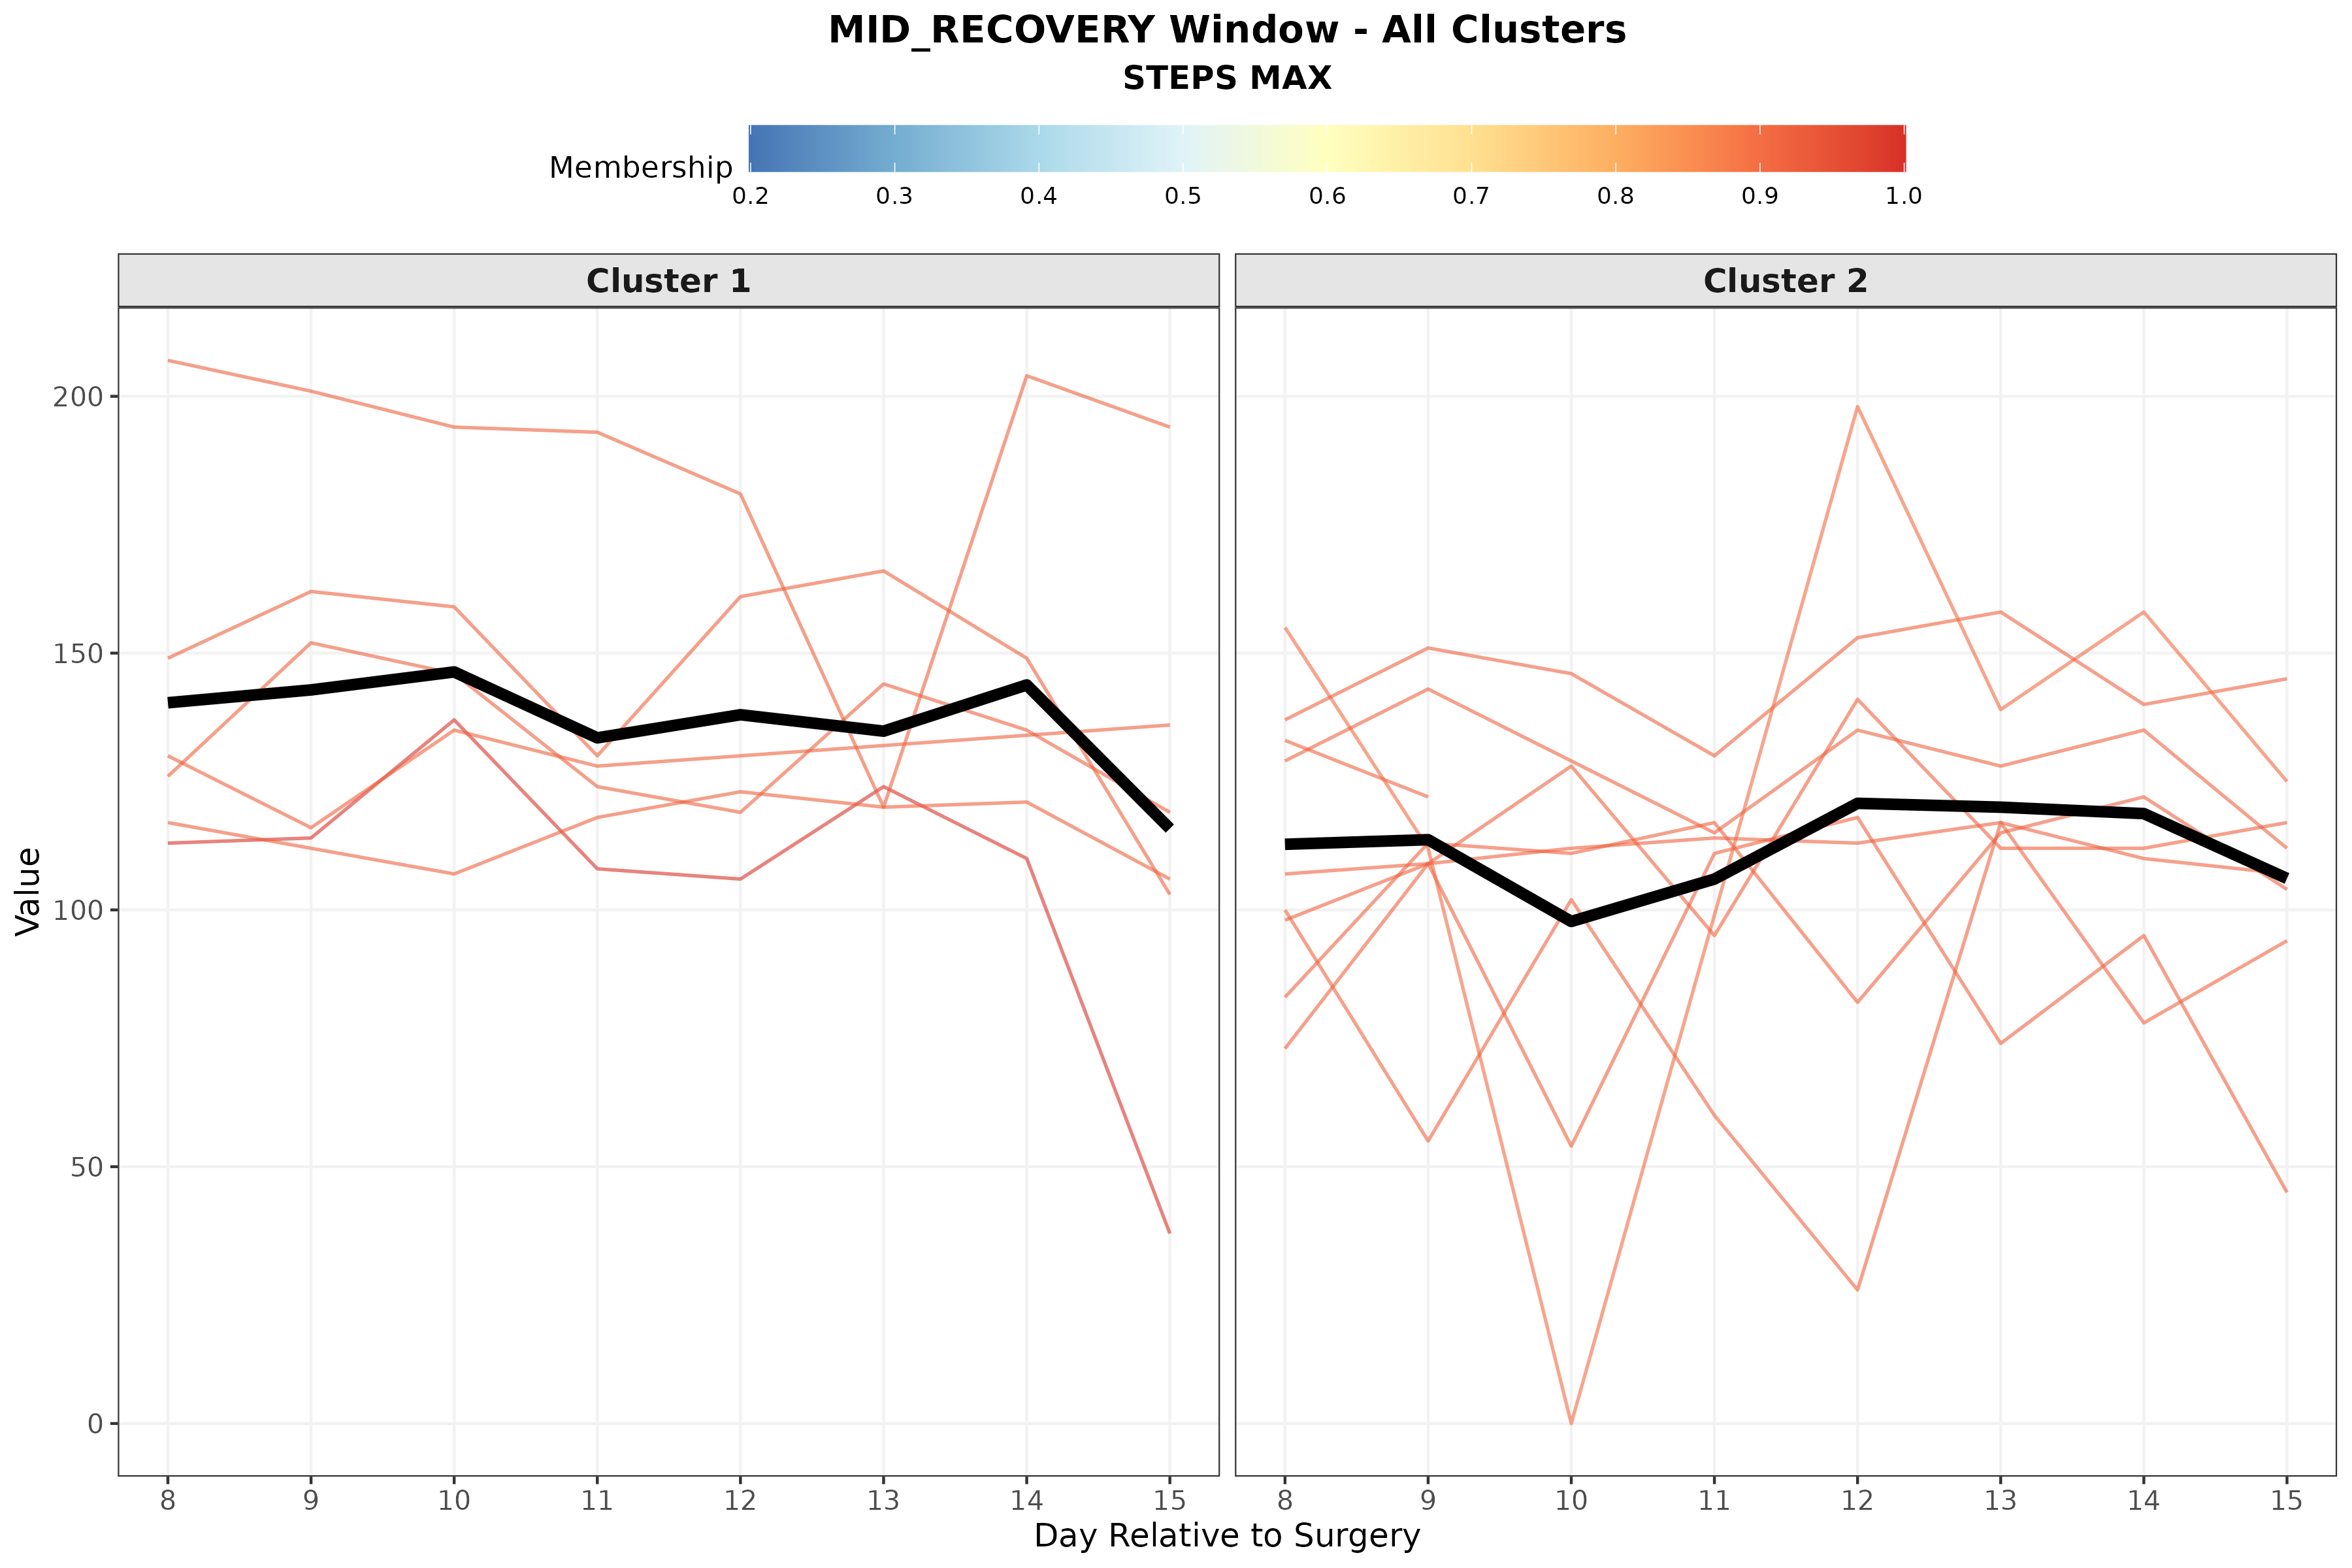 MID_RECOVERY Window - All Clusters
STEPS MAX
Membership
0.2 0.3 0.4 0.5 0.6 0.7 0.8 0.9 1.0
Cluster 1
Cluster 2
Value
200
150
100
50
0
8 9 10 11 12 13 14 15
8 9 10 11 12 13 14 15
Day Relative to Surgery